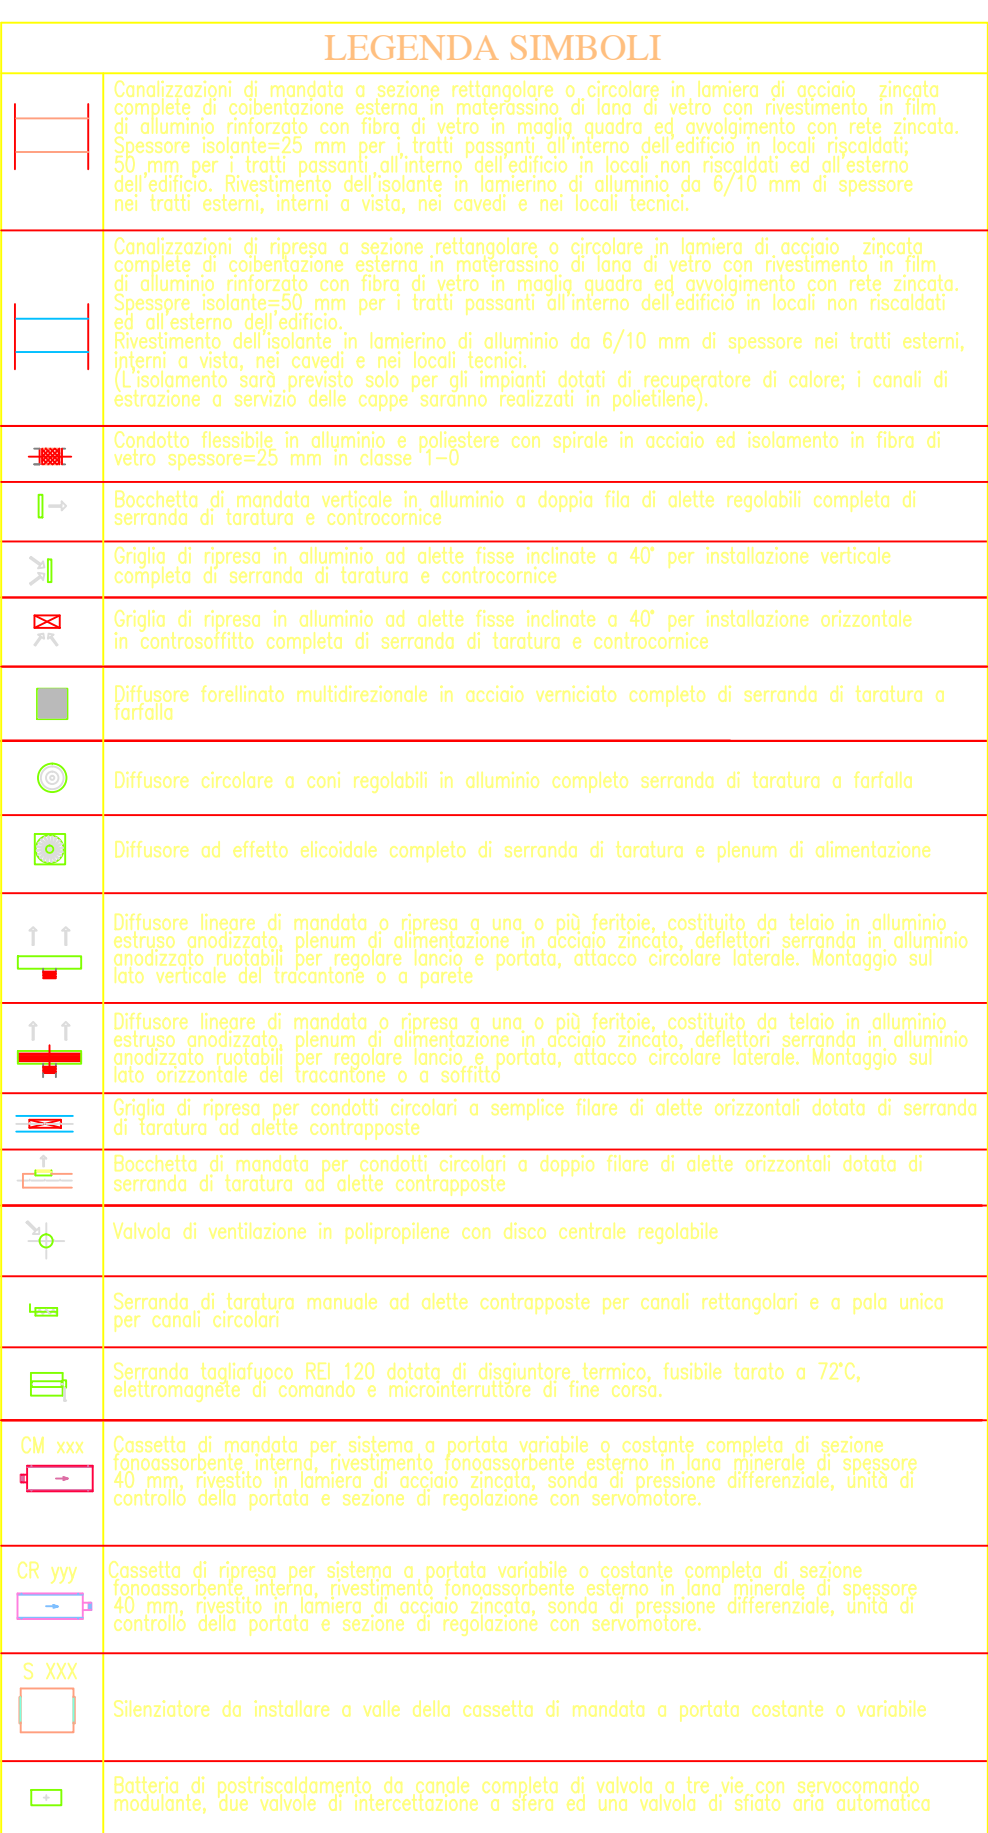 LEGENDA SIMBOLI
Canalizzazioni di mandata a sezione rettangolare o circolare in lamiera di acciaio zincata
complete di coibentazione esterna in materassino di lana di vetro con rivestimento in film
di alluminio rinforzato con fibra di vetro in maglia quadra ed avvolgimento con rete zincata.
Spessore isolante=25 mm per i tratti passanti all'interno dell'edificio in locali riscaldati;
50 mm per i tratti passanti all'interno dell'edificio in locali non riscaldati ed all'esterno
dell'edificio. Rivestimento dell'isolante in lamierino di alluminio da 6/10 mm di spessore
nei tratti esterni, interni a vista, nei cavedi e nei locali tecnici.
Canalizzazioni di ripresa a sezione rettangolare o circolare in lamiera di acciaio zincata
complete di coibentazione esterna in materassino di lana di vetro con rivestimento in film
di alluminio rinforzato con fibra di vetro in maglia quadra ed avvolgimento con rete zincata.
Spessore isolante=50 mm per i tratti passanti all'interno dell'edificio in locali non riscaldati
ed all'esterno dell'edificio.
Rivestimento dell'isolante in lamierino di alluminio da 6/10 mm di spessore nei tratti esterni,
interni a vista, nei cavedi e nei locali tecnici.
(L'isolamento sarà previsto solo per gli impianti dotati di recuperatore di calore; i canali di
estrazione a servizio delle cappe saranno realizzati in polietilene).
Condotto flessibile in alluminio e poliestere con spirale in acciaio ed isolamento in fibra di
vetro spessore=25 mm in classe 1-0
Bocchetta di mandata verticale in alluminio a doppia fila di alette regolabili completa di
serranda di taratura e controcornice
Griglia di ripresa in alluminio ad alette fisse inclinate a 40° per installazione verticale
completa di serranda di taratura e controcornice
Griglia di ripresa in alluminio ad alette fisse inclinate a 40° per installazione orizzontale
in controsoffitto completa di serranda di taratura e controcornice
Diffusore forellinato multidirezionale in acciaio verniciato completo di serranda di taratura a
farfalla
Diffusore circolare a coni regolabili in alluminio completo serranda di taratura a farfalla
Diffusore ad effetto elicoidale completo di serranda di taratura e plenum di alimentazione
Diffusore lineare di mandata o ripresa a una o più feritoie, costituito da telaio in alluminio
estruso anodizzato, plenum di alimentazione in acciaio zincato, deflettori serranda in alluminio
anodizzato ruotabili per regolare lancio e portata, attacco circolare laterale. Montaggio sul
lato verticale del tracantone o a parete
Diffusore lineare di mandata o ripresa a una o più feritoie, costituito da telaio in alluminio
estruso anodizzato, plenum di alimentazione in acciaio zincato, deflettori serranda in alluminio
anodizzato ruotabili per regolare lancio e portata, attacco circolare laterale. Montaggio sul
lato orizzontale del tracantone o a soffitto
Griglia di ripresa per condotti circolari a semplice filare di alette orizzontali dotata di serranda
di taratura ad alette contrapposte
Bocchetta di mandata per condotti circolari a doppio filare di alette orizzontali dotata di
serranda di taratura ad alette contrapposte
Valvola di ventilazione in polipropilene con disco centrale regolabile
Serranda di taratura manuale ad alette contrapposte per canali rettangolari e a pala unica
per canali circolari
Serranda tagliafuoco REI 120 dotata di disgiuntore termico, fusibile tarato a 72°C,
elettromagnete di comando e microinterruttore di fine corsa.
CM xxx
Cassetta di mandata per sistema a portata variabile o costante completa di sezione
fonoassorbente interna, rivestimento fonoassorbente esterno in lana minerale di spessore
40 mm, rivestito in lamiera di acciaio zincata, sonda di pressione differenziale, unità di
controllo della portata e sezione di regolazione con servomotore.
CR yyy
Cassetta di ripresa per sistema a portata variabile o costante completa di sezione
fonoassorbente interna, rivestimento fonoassorbente esterno in lana minerale di spessore
40 mm, rivestito in lamiera di acciaio zincata, sonda di pressione differenziale, unità di
controllo della portata e sezione di regolazione con servomotore.
S XXX
Silenziatore da installare a valle della cassetta di mandata a portata costante o variabile
Batteria di postriscaldamento da canale completa di valvola a tre vie con servocomando
modulante, due valvole di intercettazione a sfera ed una valvola di sfiato aria automatica